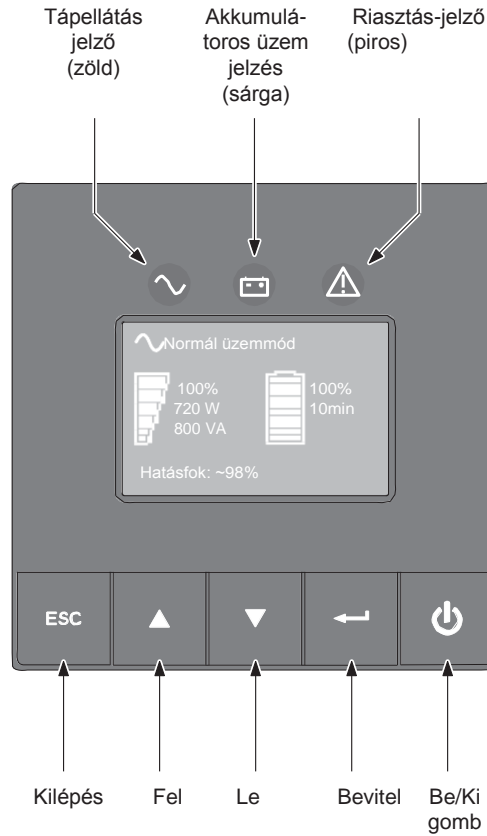 Tápellátás
jelző
(zöld)
Akkumulá-
toros üzem
jelzés
(sárga)
Riasztás-jelző
(piros)
Normál üzemmód
100%
720 W
800 VA
100%
10min
Hatásfok: ~98%
ESC
Kilépés
Fel
Le
Bevitel
Be/Ki
gomb